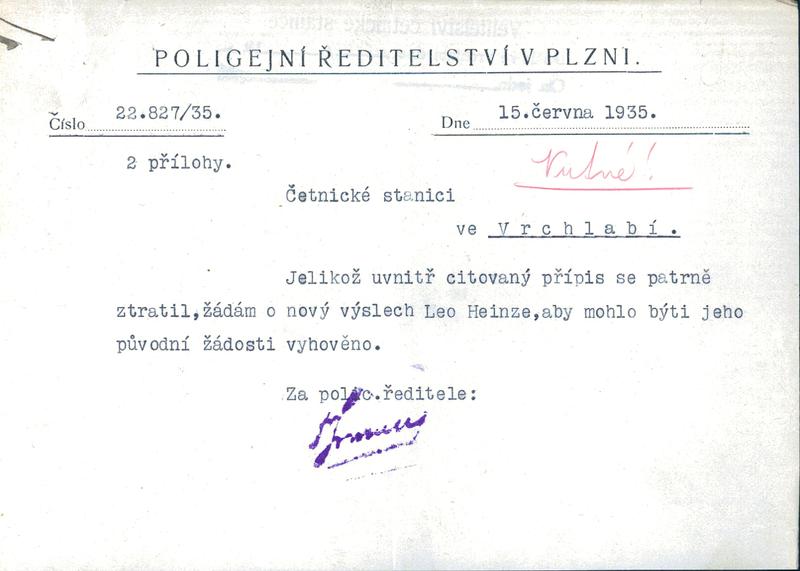 POLICEJNÍ ŘEDITELSTVÍ V PLZNI.
Číslo 22.827/35.
Dne 15.června 1935.
2 přílohy.
Nutné!
Četnické stanici
ve Vrchlabí.
Jelikož uvnitř citovaný přípis se patrně
ztratil,žádám o nový výslech Leo Heinze,aby mohlo býti jeho
původní žádosti vyhověno.
Za polic.ředitele: